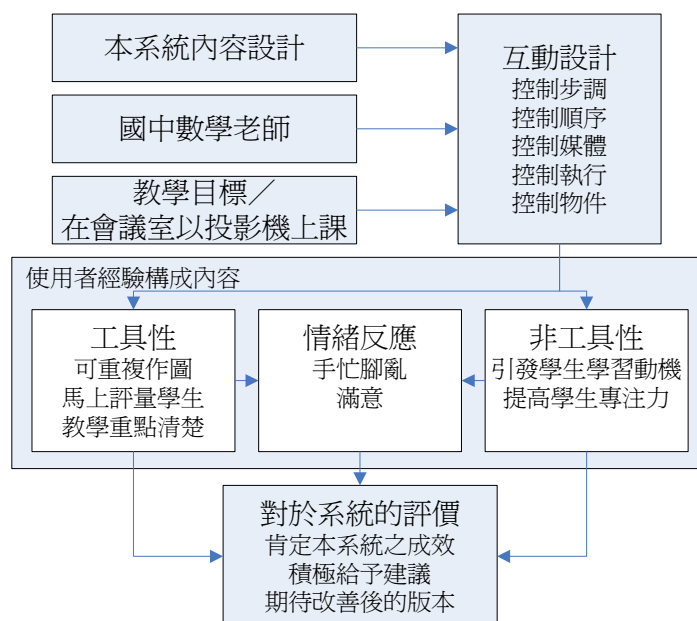 本系統內容設計
國中數學老師
教學目標／
在會議室以投影機上課
互動設計
控制步調
控制順序
控制媒體
控制執行
控制物件
使用者經驗構成內容
工具性
可重複作圖
馬上評量學生
教學重點清楚
情緒反應
手忙腳亂
滿意
非工具性
引發學生學習動機
提高學生專注力
對於系統的評價
肯定本系統之成效
積極給予建議
期待改善後的版本